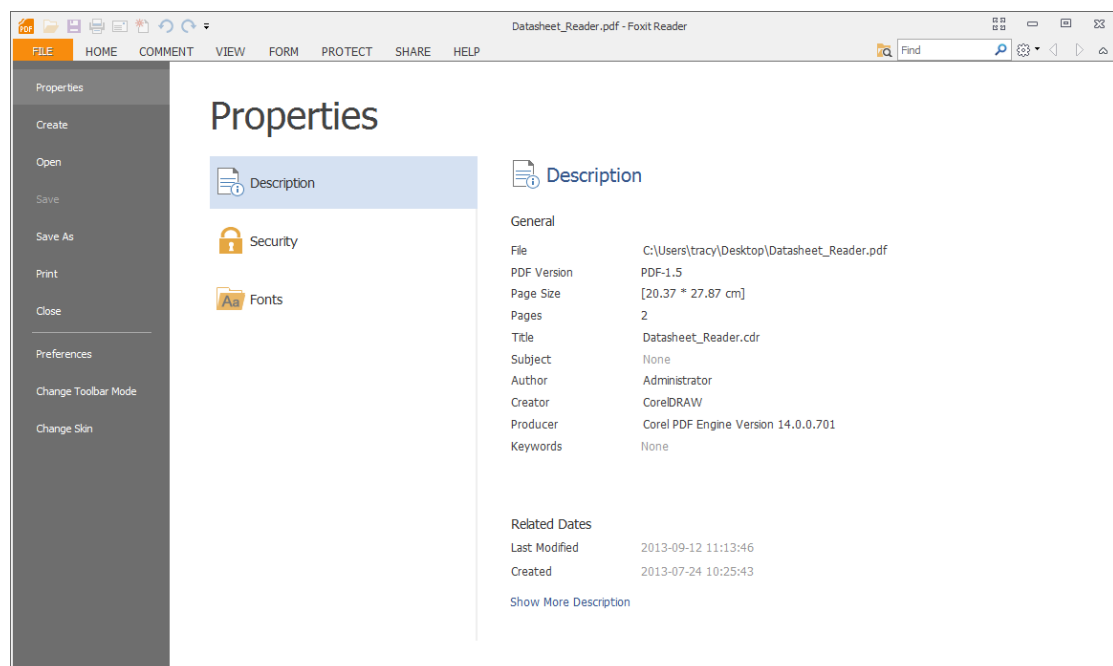 PDF
Datasheet_Reader.pdf - Foxit Reader
FILE HOME COMMENT VIEW FORM PROTECT SHARE HELP Find
Properties
Create
Open
Save
Save As
Print
Close
Preferences
Change Toolbar Mode
Change Skin
Properties
Description
Security
Aa Fonts
Description
General
File C:\Users\tracy\Desktop\Datasheet_Reader.pdf
PDF Version PDF-1.5
Page Size [20.37 * 27.87 cm]
Pages 2
Title Datasheet_Reader.cdr
Subject None
Author Administrator
Creator CorelDRAW
Producer Corel PDF Engine Version 14.0.0.701
Keywords None
Related Dates
Last Modified 2013-09-12 11:13:46
Created 2013-07-24 10:25:43
Show More Description